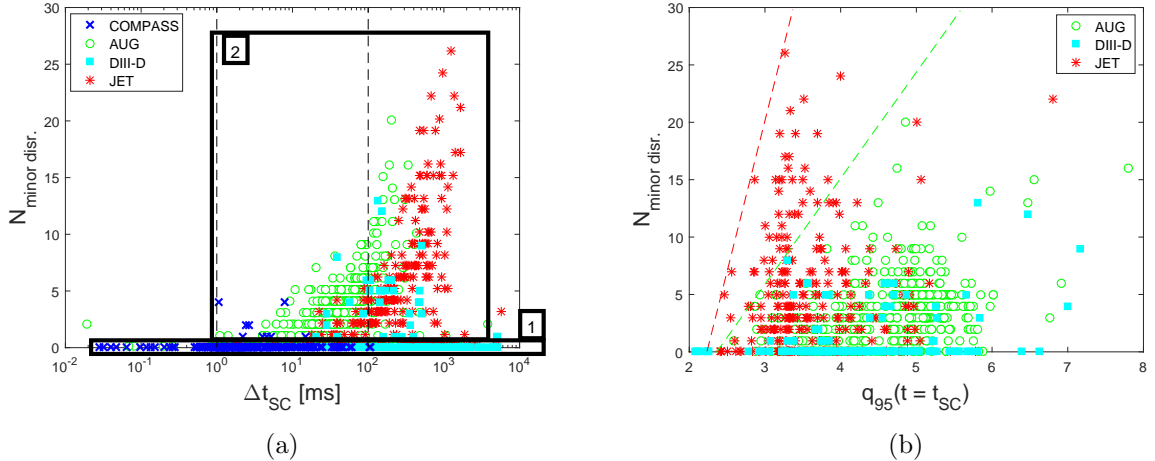 30
25
20
15
10
5
0
N minor disr.
COMPASS
AUG
DIII-D
JET
2
1
10^-2 10^-1 10^0 10^1 10^2 10^3 10^4
Δt_SC [ms]
(a)
30
25
20
15
10
5
0
N minor disr.
AUG
DIII-D
JET
2 3 4 5 6 7 8
q_95(t = t_SC)
(b)